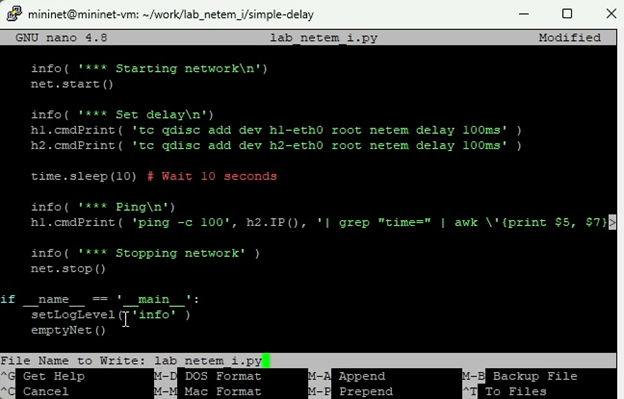 mininet@mininet-vm: ~/work/lab_netem_i/simple-delay
GNU nano 4.8 lab_netem_i.py Modified
info( '*** Starting network\n')
net.start()
info( '*** Set delay\n')
h1.cmdPrint( 'tc qdisc add dev h1-eth0 root netem delay 100ms' )
h2.cmdPrint( 'tc qdisc add dev h2-eth0 root netem delay 100ms' )
time.sleep(10) # Wait 10 seconds
info( '*** Ping\n')
h1.cmdPrint( 'ping -c 100', h2.IP(), '| grep "time=" | awk \'{print $5, $7}>
info( '*** Stopping network' )
net.stop()
if __name__ == '__main__':
setLogLevel( 'info' )
emptyNet()
File Name to Write: lab_netem_i.py
^G Get Help M-D DOS Format M-A Append M-B Backup File
^C Cancel M-M Mac Format M-P Prepend ^T To Files